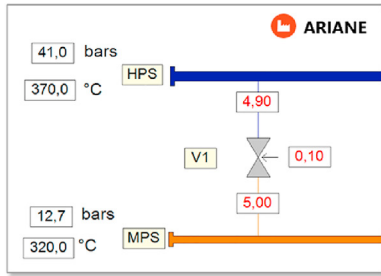 ARIANE
41,0 bars
HPS
370,0 °C
4,90
V1
0,10
5,00
12,7 bars
MPS
320,0 °C